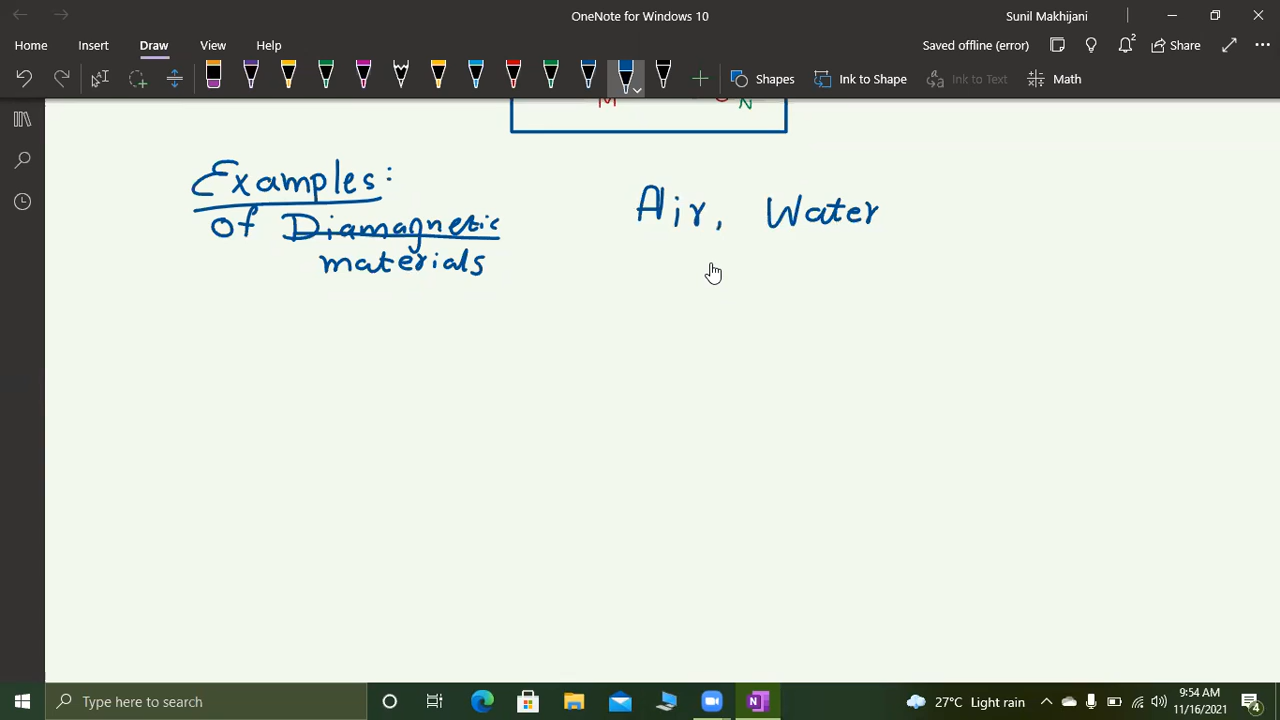 OneNote for Windows 10
Sunil Makhijani
Home Insert Draw View Help
Saved offline (error)
Share
Shapes
Ink to Shape
Ink to Text
Math
M N
Examples:
of Diamagnetic
materials
Air, Water
Type here to search
27°C Light rain
9:54 AM
11/16/2021
4